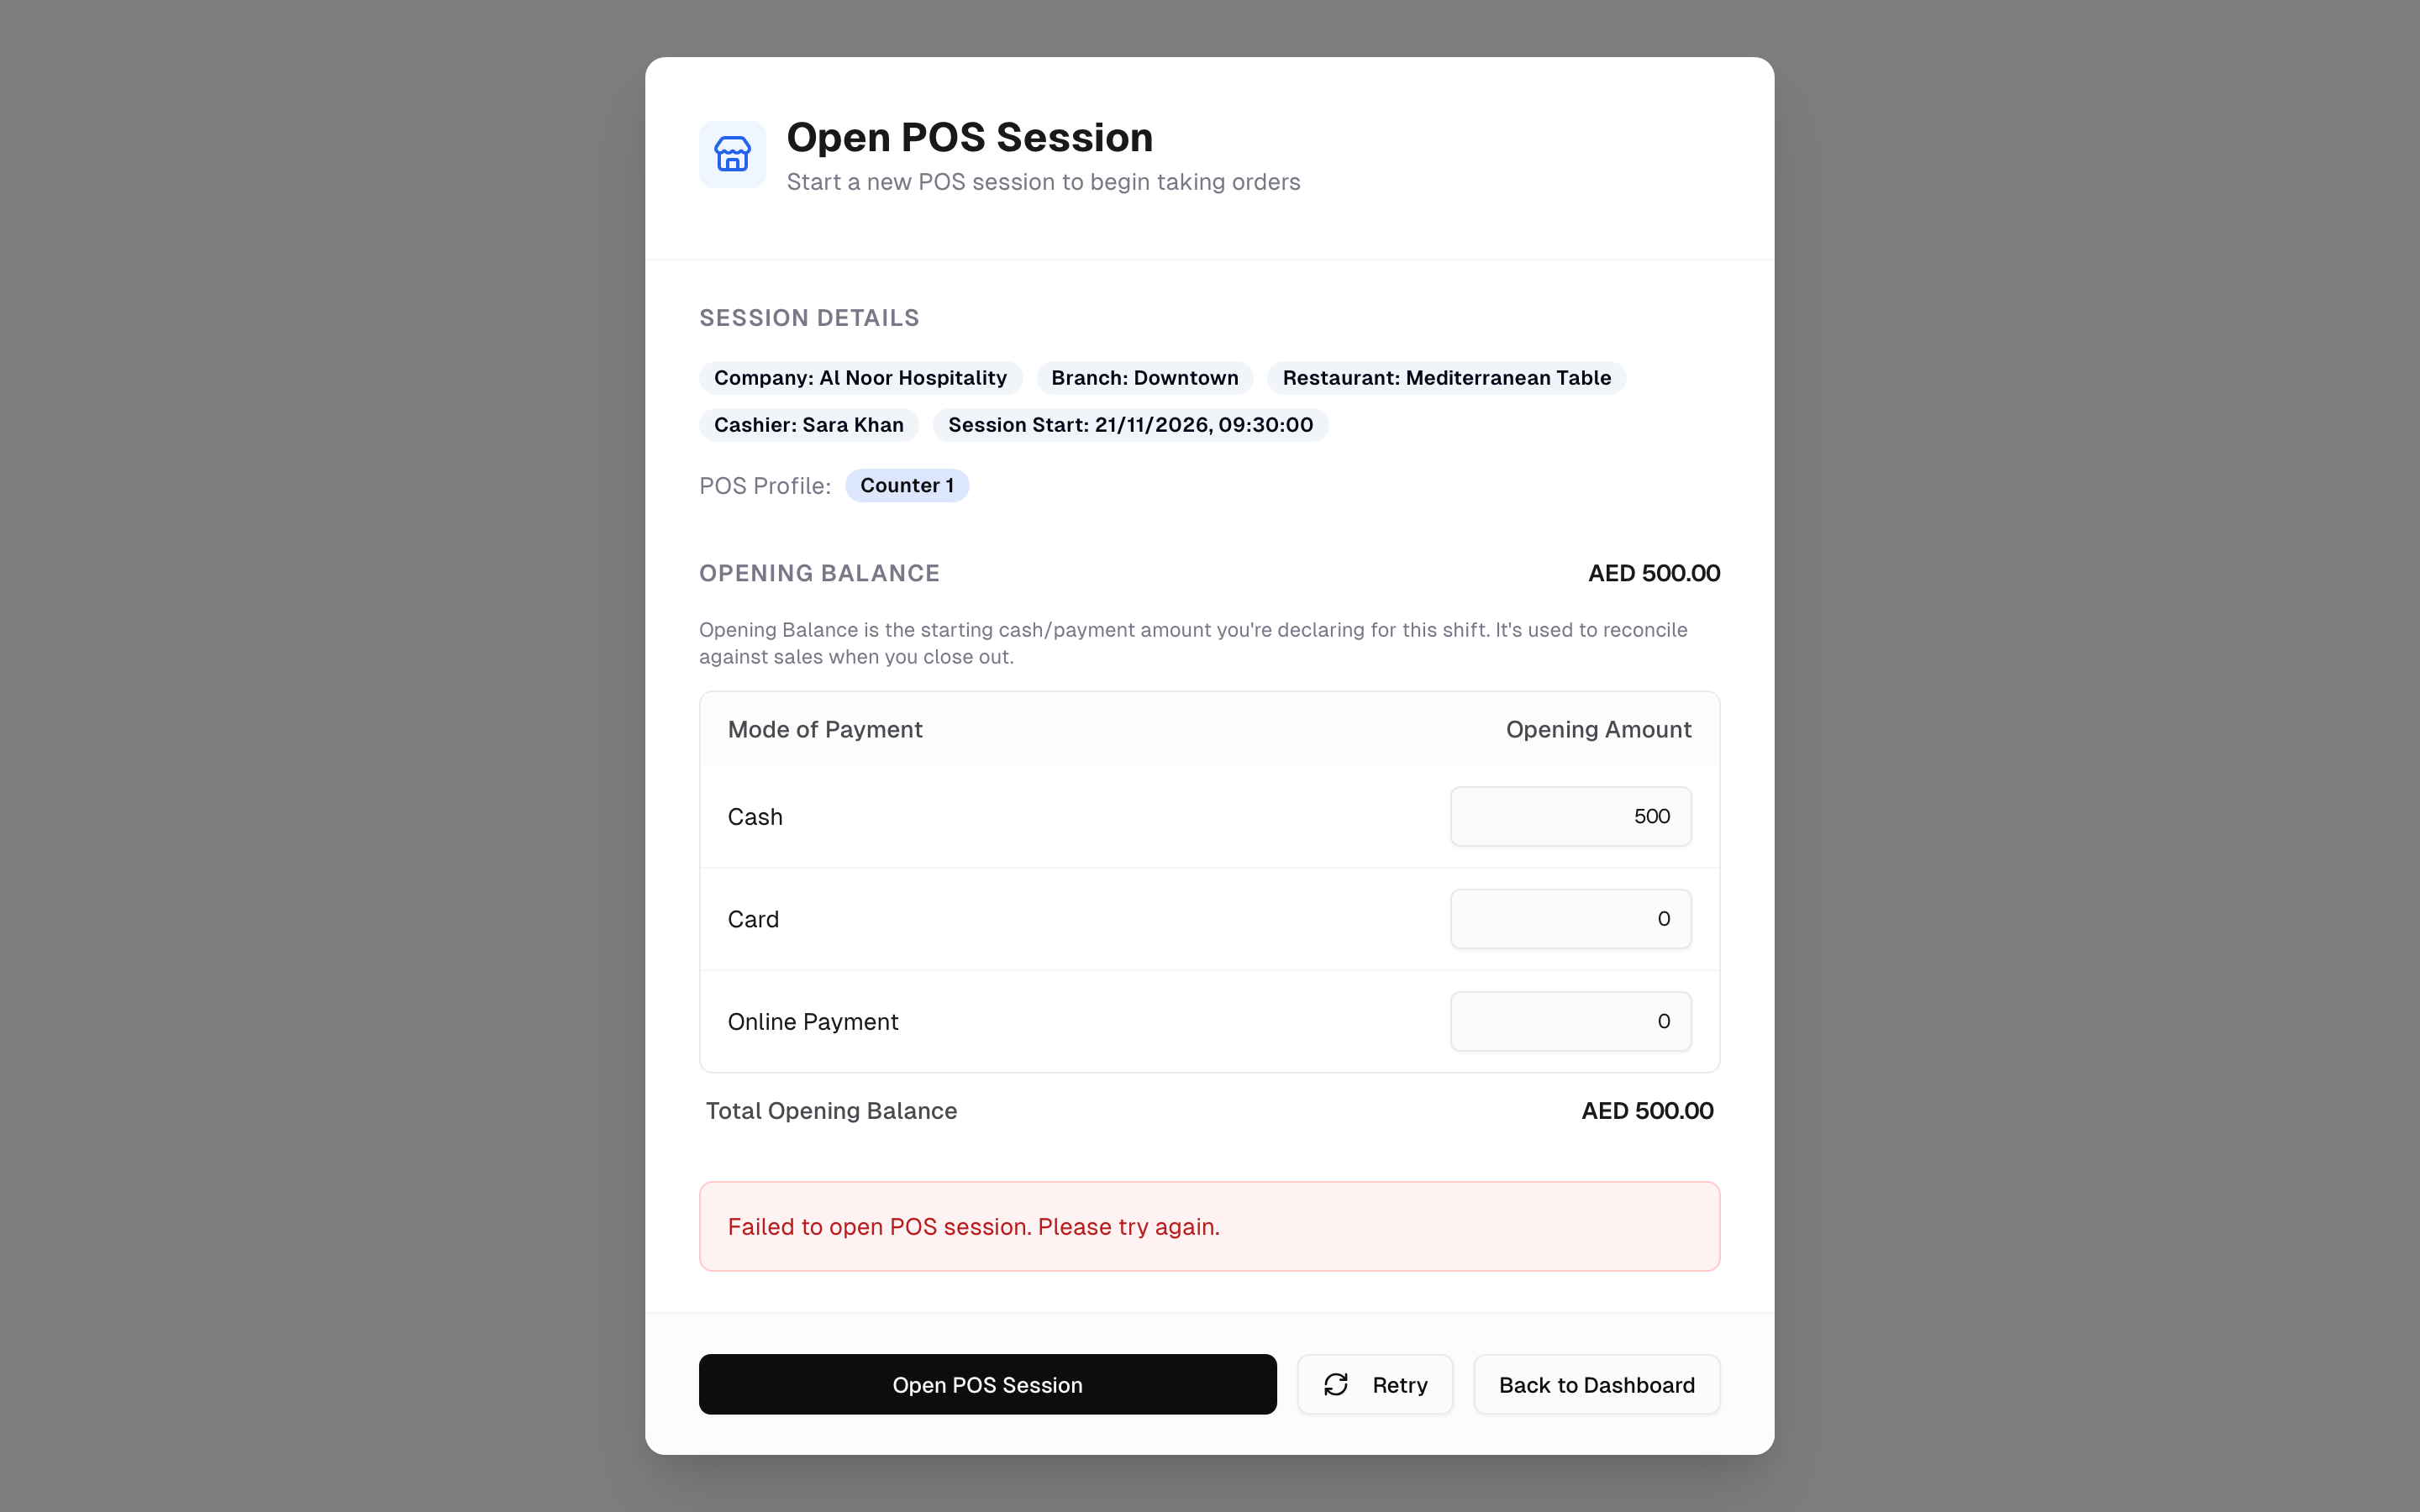 Open POS Session
Start a new POS session to begin taking orders
SESSION DETAILS
Company: Al Noor Hospitality Branch: Downtown Restaurant: Mediterranean Table
Cashier: Sara Khan Session Start: 21/11/2026, 09:30:00
POS Profile: Counter 1
OPENING BALANCE AED 500.00
Opening Balance is the starting cash/payment amount you're declaring for this shift. It's used to reconcile
against sales when you close out.
Mode of Payment Opening Amount
Cash 500
Card 0
Online Payment 0
Total Opening Balance AED 500.00
Failed to open POS session. Please try again.
Open POS Session Retry Back to Dashboard